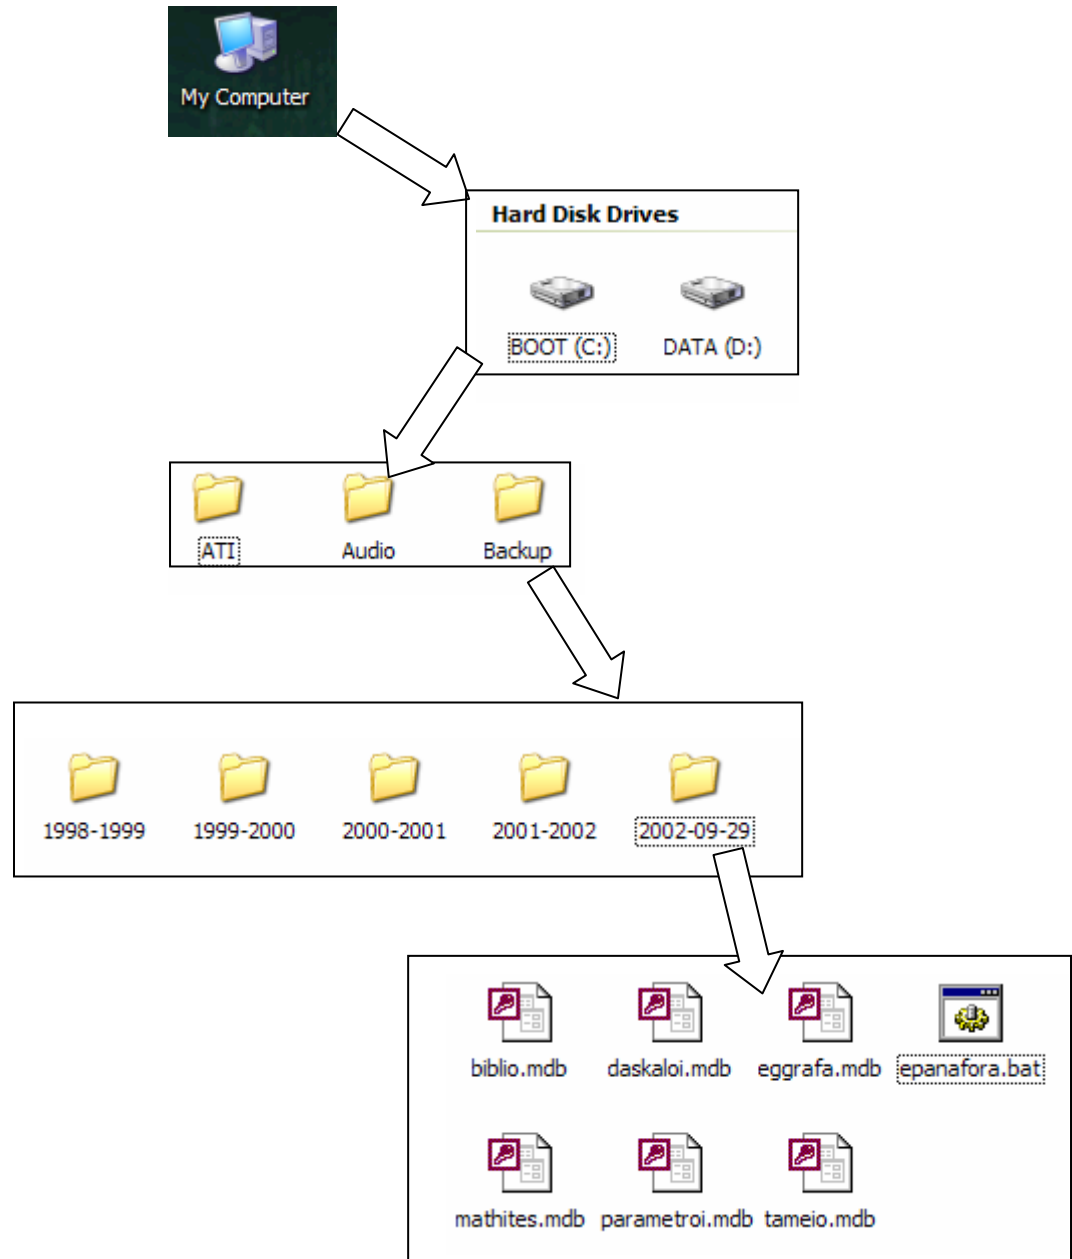 My Computer
Hard Disk Drives
BOOT (C:) DATA (D:)
ATI Audio Backup
1998-1999 1999-2000 2000-2001 2001-2002 2002-09-29
biblio.mdb daskaloi.mdb eggrafa.mdb epanafora.bat
mathites.mdb parametroi.mdb tameio.mdb